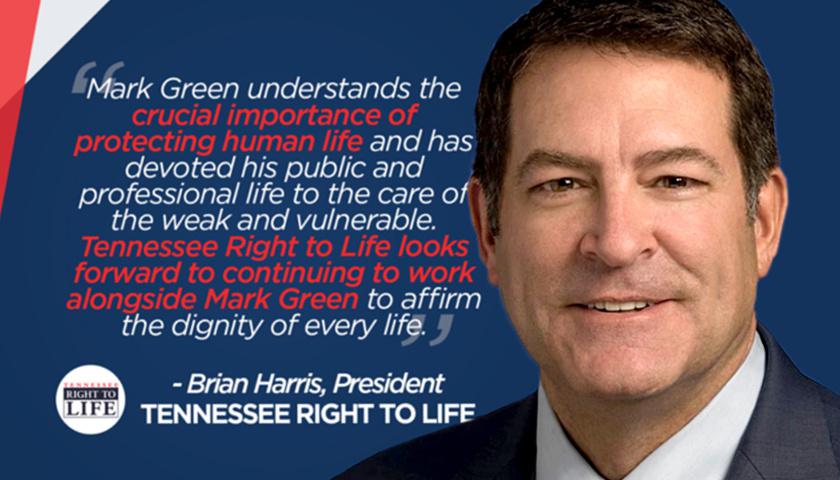 “Mark Green understands the
crucial importance of
protecting human life and has
devoted his public and
professional life to the care of
the weak and vulnerable.
Tennessee Right to Life looks
forward to continuing to work
alongside Mark Green to affirm
the dignity of every life.”
- Brian Harris, President
TENNESSEE RIGHT TO LIFE
TENNESSEE
RIGHT TO
LIFE